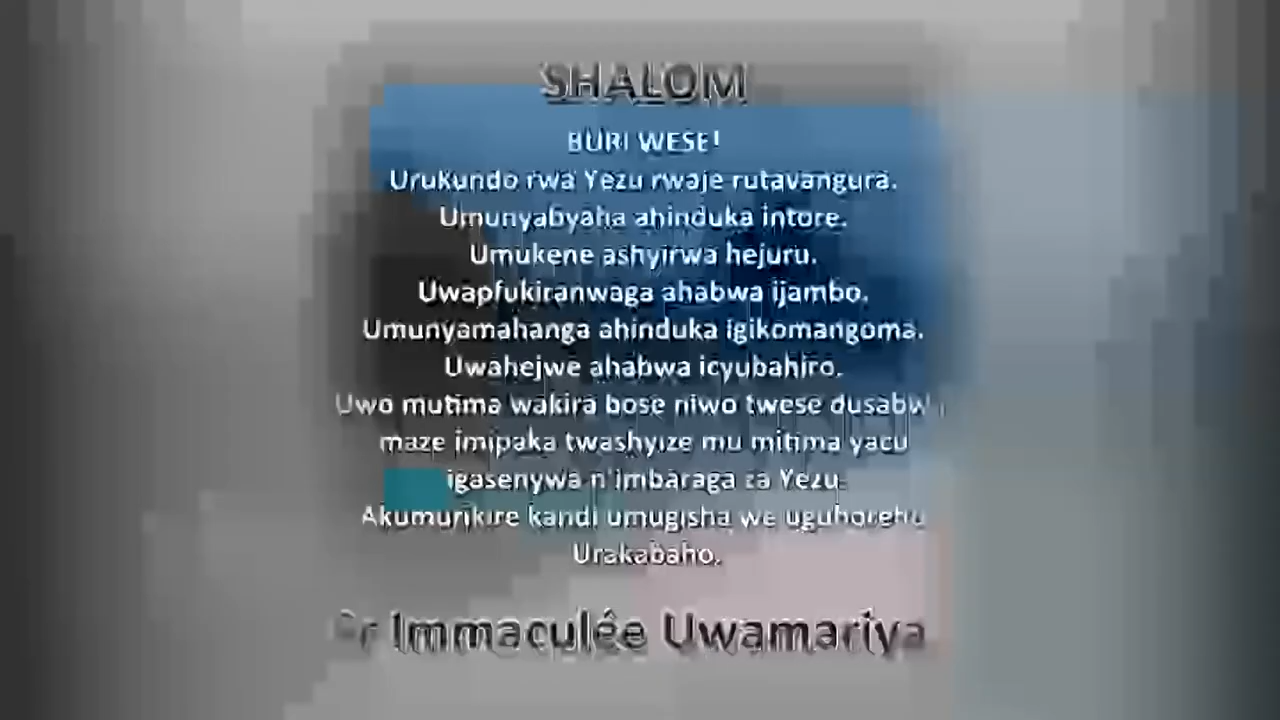 SHALOM
BURI WESE!
Urukundo rwa Yezu rwaje rutavangura.
Umunyabyaha ahinduka intore.
Umukene ashyirwa hejuru.
Uwapfukiranwaga ahabwa ijambo.
Umunyamahanga ahinduka igikomangoma.
Uwahejwe ahabwa icyubahiro.
Uwo mutima wakira bose niwo twese dusabwa
maze imipaka twashyize mu mitima yacu
igasenywa n'imbaraga za Yezu
Akumurikire kandi umugisha we uguhoreho
Urakabaho.
Immaculée Uwamariya